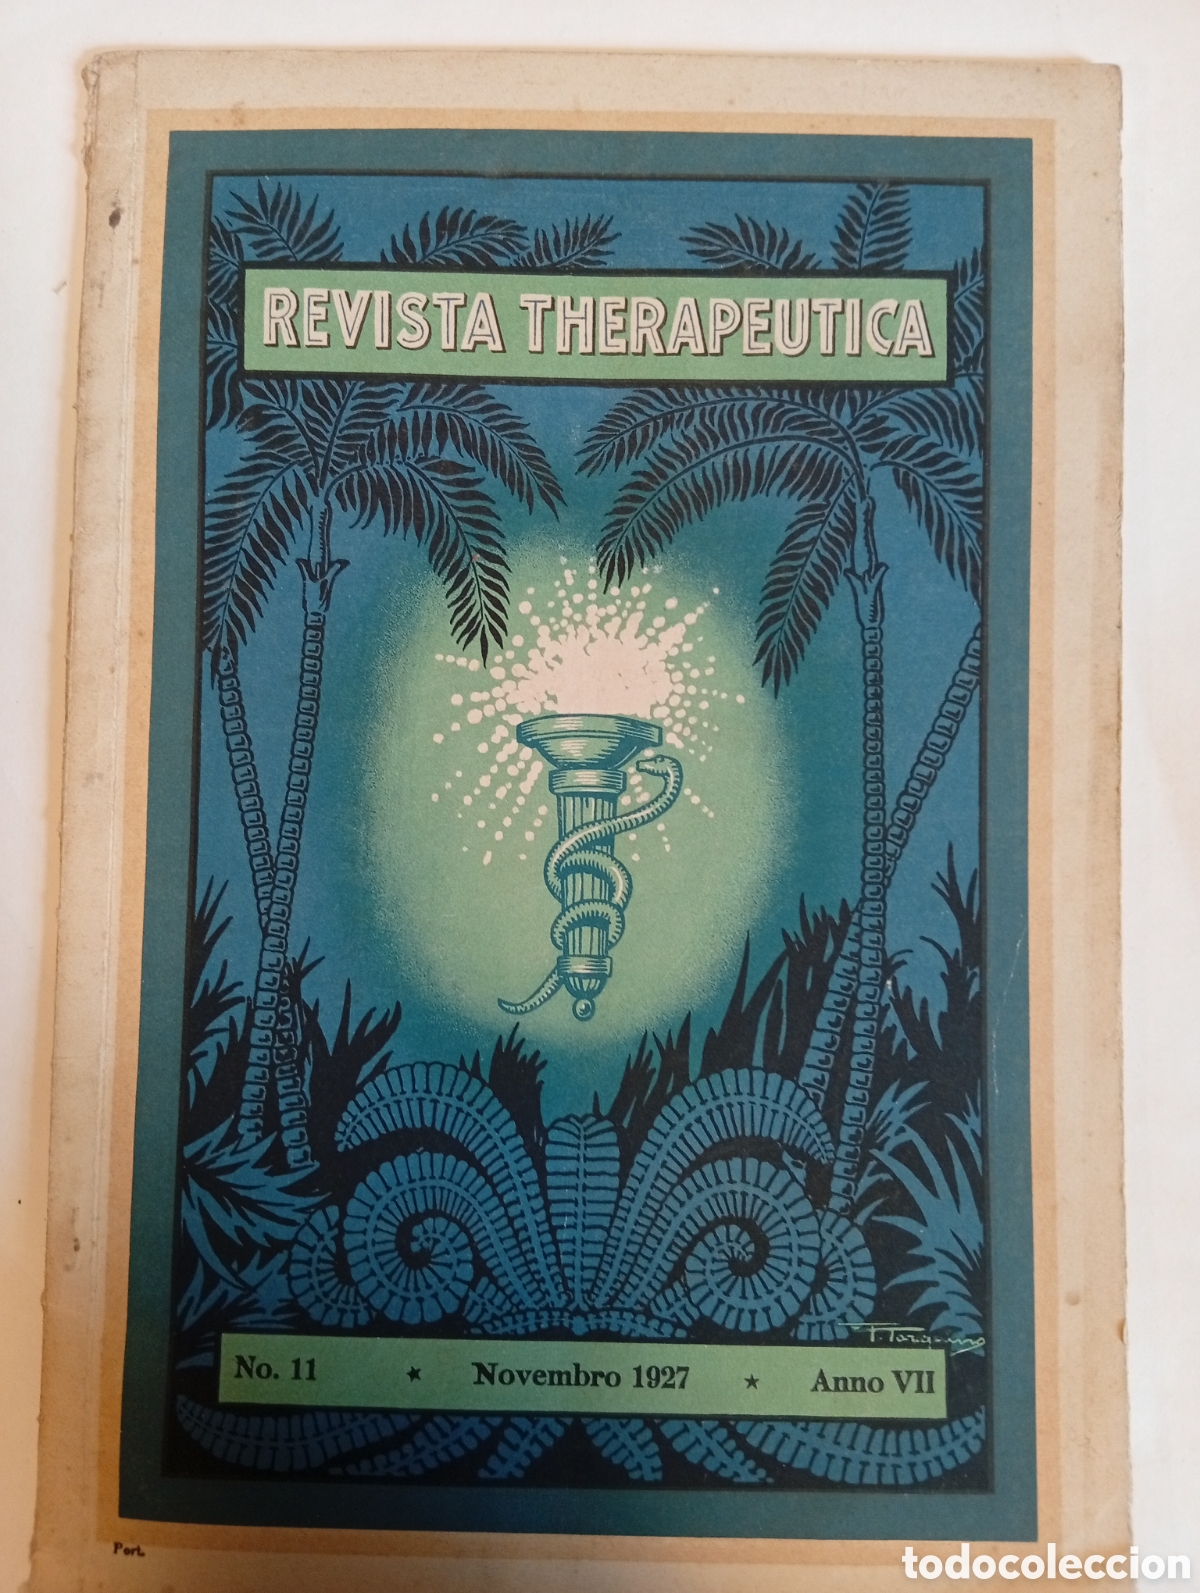 REVISTA THERAPEUTICA
No. 11 ★ Novembro 1927 ★ Anno VII
Port.
todocoleccion